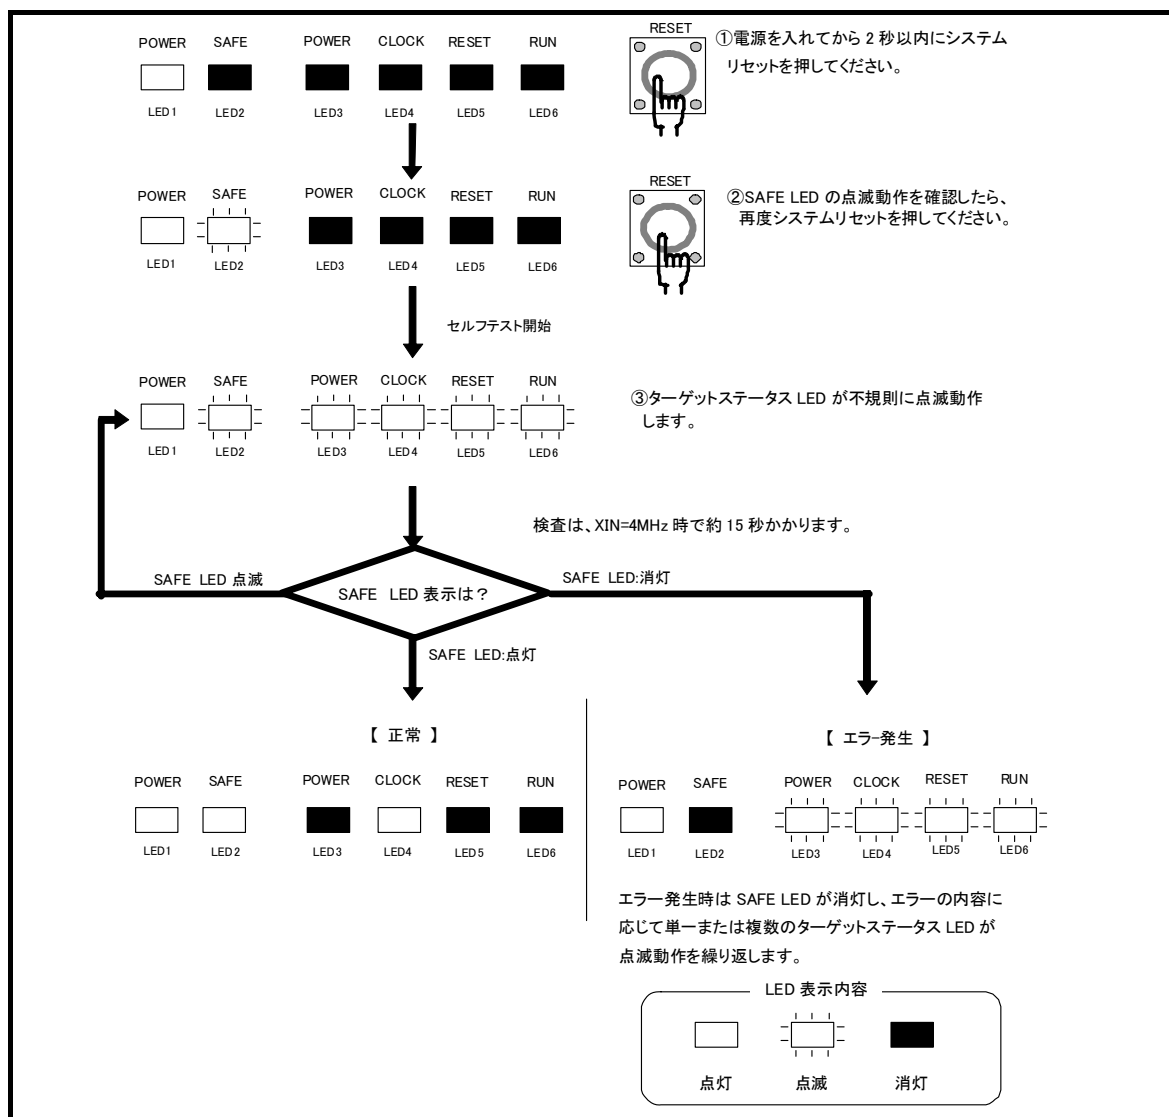 POWER SAFE POWER CLOCK RESET RUN
LED1 LED2 LED3 LED4 LED5 LED6
RESET
①電源を入れてから 2 秒以内にシステム
リセットを押してください。
POWER SAFE POWER CLOCK RESET RUN
LED1 LED2 LED3 LED4 LED5 LED6
RESET
②SAFE LED の点滅動作を確認したら、
再度システムリセットを押してください。
セルフテスト開始
POWER SAFE POWER CLOCK RESET RUN
LED1 LED2 LED3 LED4 LED5 LED6
③ターゲットステータス LED が不規則に点滅動作
します。
検査は、XIN=4MHz 時で約 15 秒かかります。
SAFE LED 点滅
SAFE LED 表示は?
SAFE LED:消灯
SAFE LED:点灯
【 正常 】
POWER SAFE POWER CLOCK RESET RUN
LED1 LED2 LED3 LED4 LED5 LED6
【 エラー発生 】
POWER SAFE POWER CLOCK RESET RUN
LED1 LED2 LED3 LED4 LED5 LED6
エラー発生時は SAFE LED が消灯し、エラーの内容に
応じて単一または複数のターゲットステータス LED が
点滅動作を繰り返します。
LED 表示内容
点灯 点滅 消灯